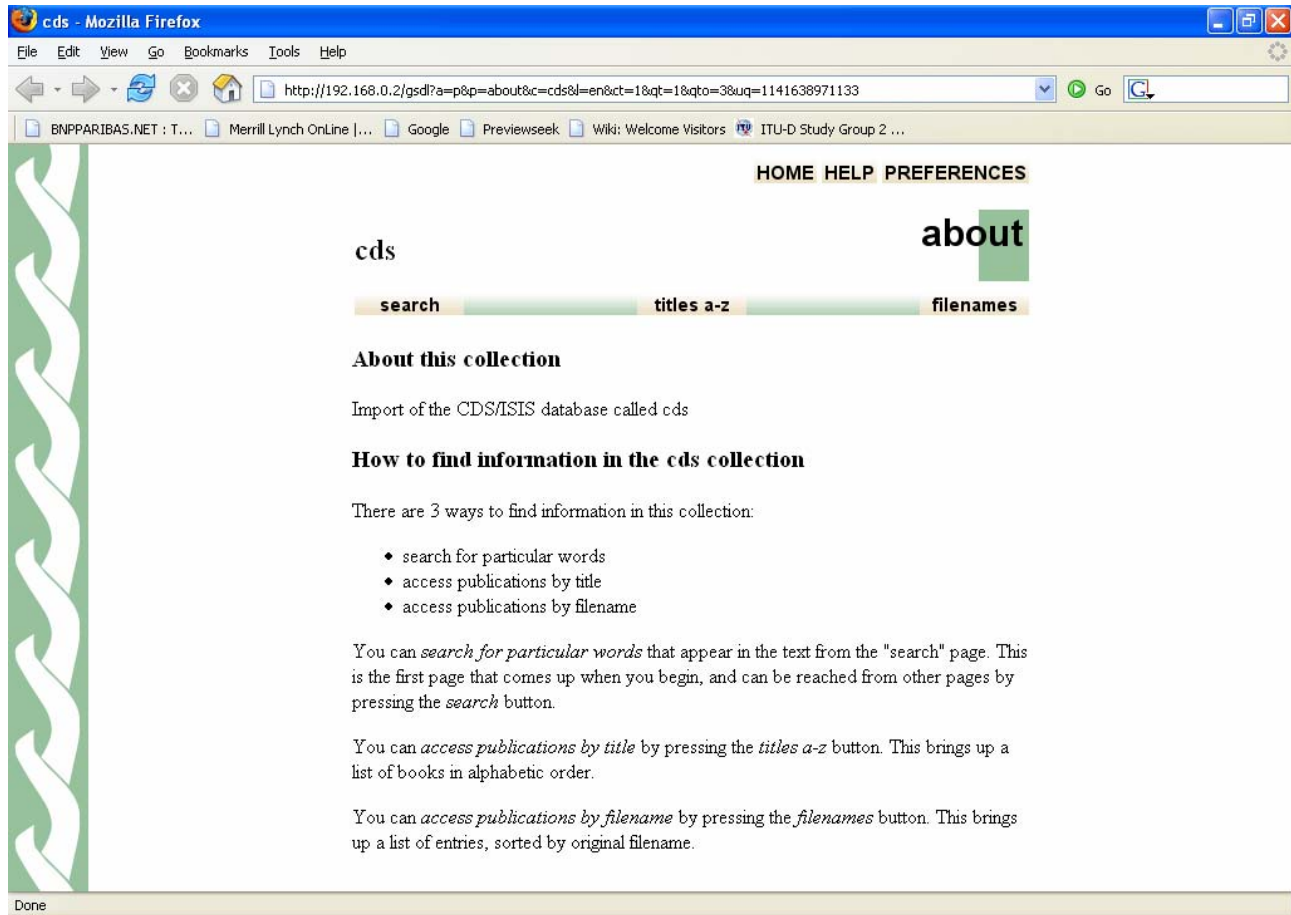 cds - Mozilla Firefox
File Edit View Go Bookmarks Tools Help
http://192.168.0.2/gsdl?a=p&p=about&c=cds&l=en&ct=1&qt=1&qto=3&uq=1141638971133 Go G
BNPPARIBAS.NET : T... Merrill Lynch OnLine |... Google Previewseek Wiki: Welcome Visitors ITU-D Study Group 2 ...
HOME HELP PREFERENCES
about
cds
search titles a-z filenames
About this collection
Import of the CDS/ISIS database called cds
How to find information in the cds collection
There are 3 ways to find information in this collection:
• search for particular words
• access publications by title
• access publications by filename
You can search for particular words that appear in the text from the "search" page. This
is the first page that comes up when you begin, and can be reached from other pages by
pressing the search button.
You can access publications by title by pressing the titles a-z button. This brings up a
list of books in alphabetic order.
You can access publications by filename by pressing the filenames button. This brings
up a list of entries, sorted by original filename.
Done